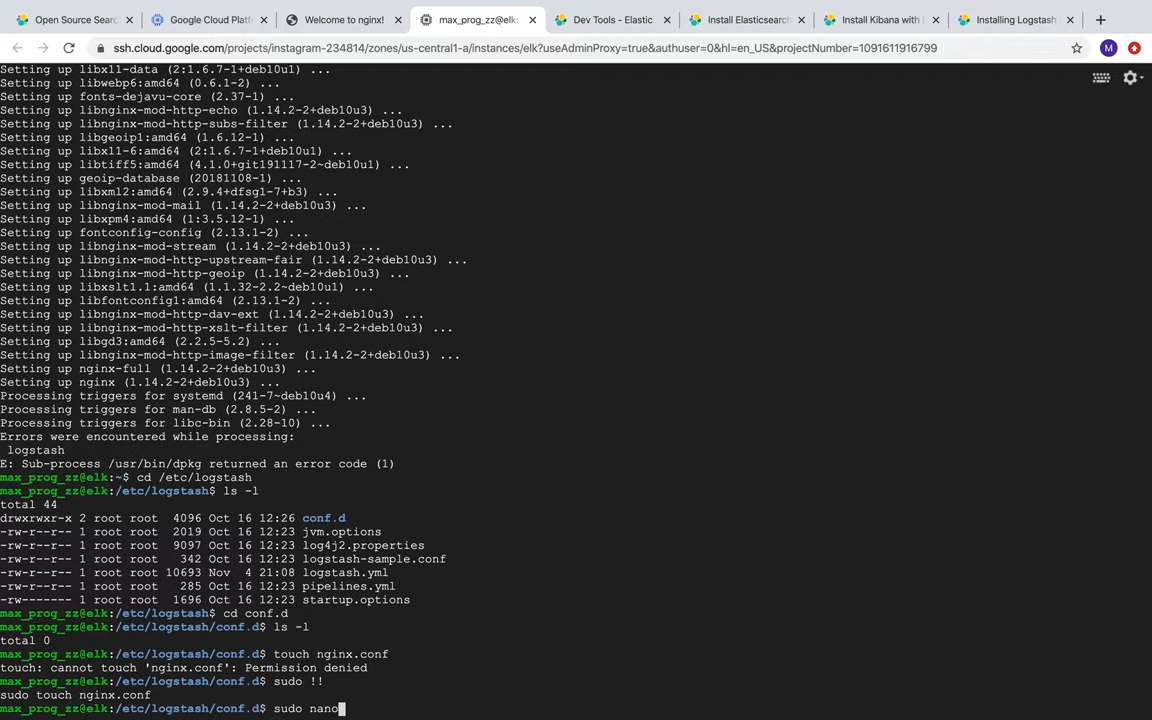 Open Source Searc
Google Cloud Platf
Welcome to nginx!
max_prog_zz@elk:
Dev Tools - Elastic
Install Elasticsearch
Install Kibana with D
Installing Logstash
ssh.cloud.google.com/projects/instagram-234814/zones/us-central1-a/instances/elk?useAdminProxy=true&authuser=0&hl=en_US&projectNumber=1091611916799
M
Setting up libx11-data (2:1.6.7-1+deb10u1) ...
Setting up libwebp6:amd64 (0.6.1-2) ...
Setting up fonts-dejavu-core (2.37-1) ...
Setting up libnginx-mod-http-echo (1.14.2-2+deb10u3) ...
Setting up libnginx-mod-http-subs-filter (1.14.2-2+deb10u3) ...
Setting up libgeoip1:amd64 (1.6.12-1) ...
Setting up libx11-6:amd64 (2:1.6.7-1+deb10u1) ...
Setting up libtiff5:amd64 (4.1.0+git191117-2~deb10u1) ...
Setting up geoip-database (20181108-1) ...
Setting up libxml2:amd64 (2.9.4+dfsg1-7+b3) ...
Setting up libnginx-mod-mail (1.14.2-2+deb10u3) ...
Setting up libxpm4:amd64 (1:3.5.12-1) ...
Setting up fontconfig-config (2.13.1-2) ...
Setting up libnginx-mod-stream (1.14.2-2+deb10u3) ...
Setting up libnginx-mod-http-upstream-fair (1.14.2-2+deb10u3) ...
Setting up libnginx-mod-http-geoip (1.14.2-2+deb10u3) ...
Setting up libxslt1.1:amd64 (1.1.32-2.2~deb10u1) ...
Setting up libfontconfig1:amd64 (2.13.1-2) ...
Setting up libnginx-mod-http-dav-ext (1.14.2-2+deb10u3) ...
Setting up libnginx-mod-http-xslt-filter (1.14.2-2+deb10u3) ...
Setting up libgd3:amd64 (2.2.5-5.2) ...
Setting up libnginx-mod-http-image-filter (1.14.2-2+deb10u3) ...
Setting up nginx-full (1.14.2-2+deb10u3) ...
Setting up nginx (1.14.2-2+deb10u3) ...
Processing triggers for systemd (241-7~deb10u4) ...
Processing triggers for man-db (2.8.5-2) ...
Processing triggers for libc-bin (2.28-10) ...
Errors were encountered while processing:
logstash
E: Sub-process /usr/bin/dpkg returned an error code (1)
max_prog_zz@elk:~$ cd /etc/logstash
max_prog_zz@elk:/etc/logstash$ ls -l
total 44
drwxrwxr-x 2 root root 4096 Oct 16 12:26 conf.d
-rw-r--r-- 1 root root 2019 Oct 16 12:23 jvm.options
-rw-r--r-- 1 root root 9097 Oct 16 12:23 log4j2.properties
-rw-r--r-- 1 root root 342 Oct 16 12:23 logstash-sample.conf
-rw-r--r-- 1 root root 10693 Nov 4 21:08 logstash.yml
-rw-r--r-- 1 root root 285 Oct 16 12:23 pipelines.yml
-rw------- 1 root root 1696 Oct 16 12:23 startup.options
max_prog_zz@elk:/etc/logstash$ cd conf.d
max_prog_zz@elk:/etc/logstash/conf.d$ ls -l
total 0
max_prog_zz@elk:/etc/logstash/conf.d$ touch nginx.conf
touch: cannot touch 'nginx.conf': Permission denied
max_prog_zz@elk:/etc/logstash/conf.d$ sudo !!
sudo touch nginx.conf
max_prog_zz@elk:/etc/logstash/conf.d$ sudo nano